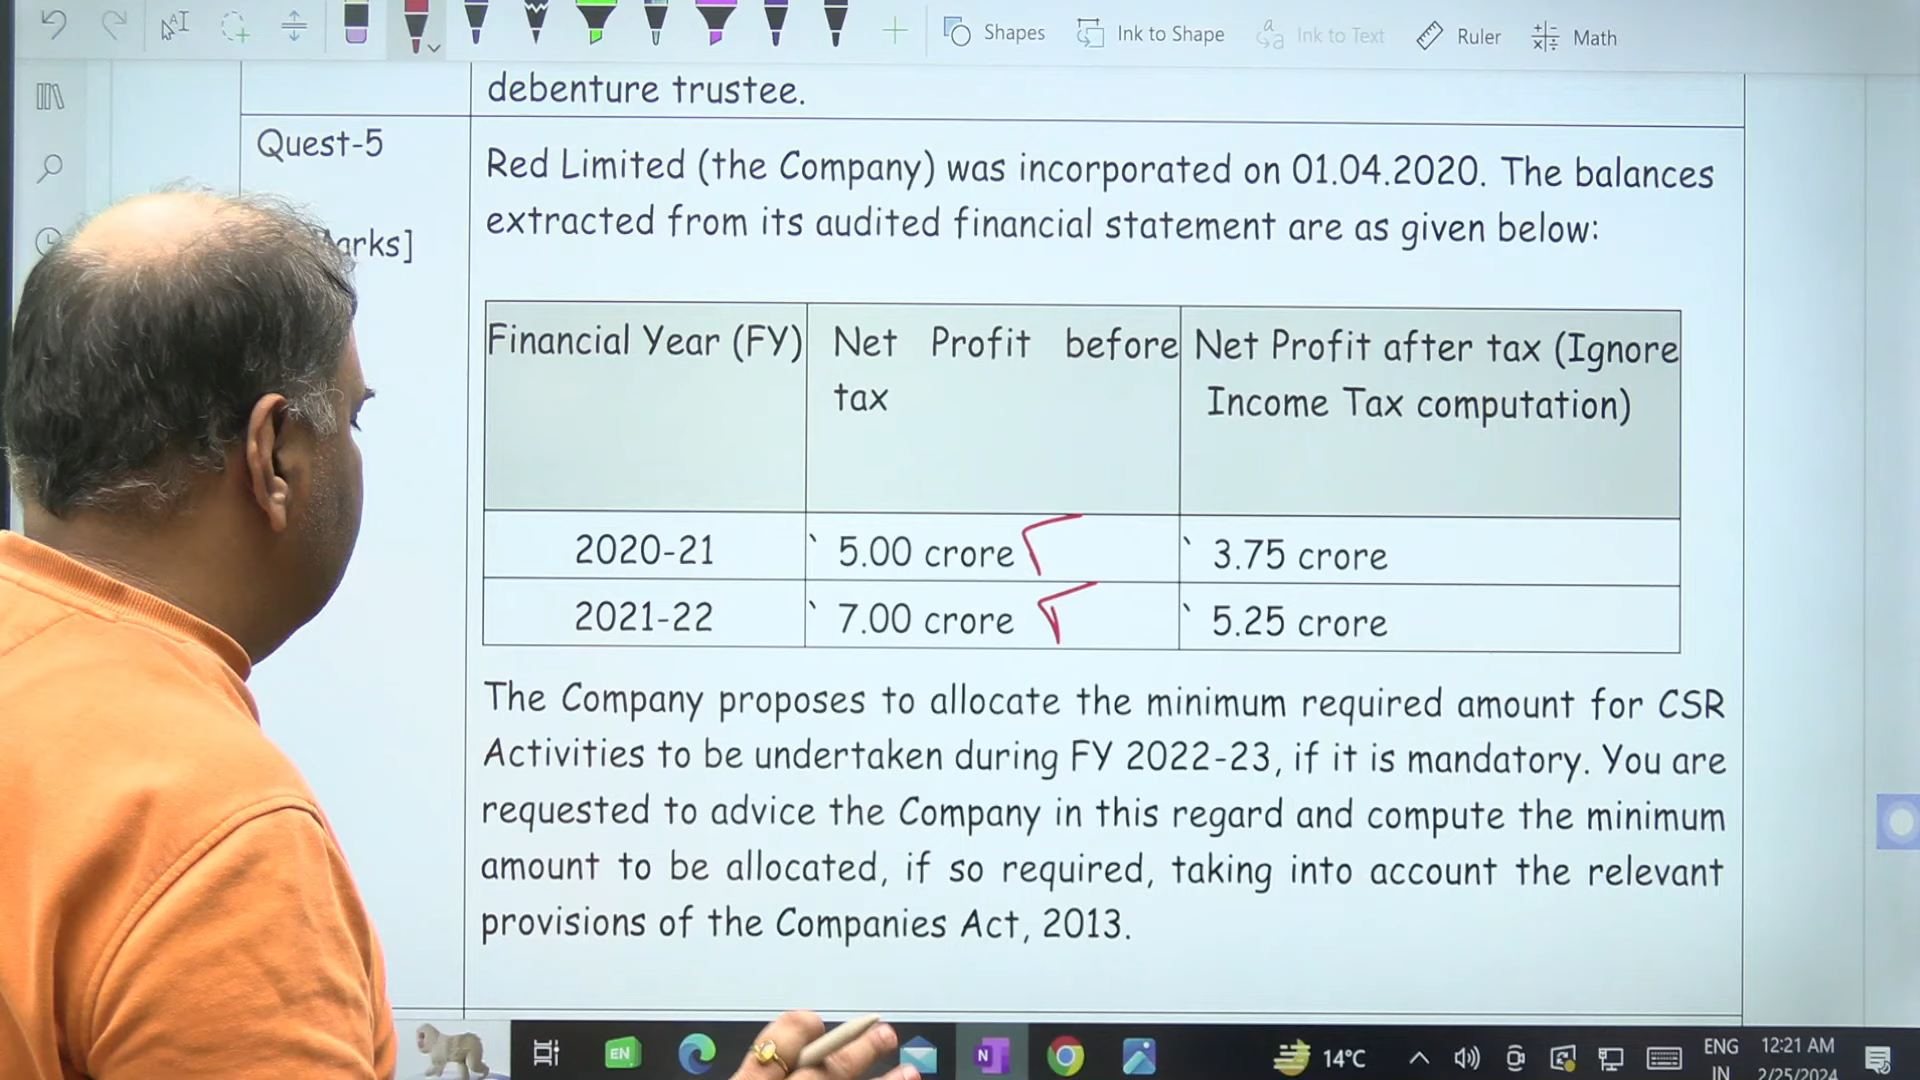 Shapes
Ink to Shape
Ink to Text
Ruler
Math
debenture trustee.
Quest-5
Red Limited (the Company) was incorporated on 01.04.2020. The balances
extracted from its audited financial statement are as given below:
Financial Year (FY)
Net Profit before
tax
Net Profit after tax (Ignore
Income Tax computation)
2020-21
` 5.00 crore
` 3.75 crore
2021-22
` 7.00 crore
` 5.25 crore
The Company proposes to allocate the minimum required amount for CSR
Activities to be undertaken during FY 2022-23, if it is mandatory. You are
requested to advice the Company in this regard and compute the minimum
amount to be allocated, if so required, taking into account the relevant
provisions of the Companies Act, 2013.
EN
N
14°C
ENG
IN
12:21 AM
2/25/2024